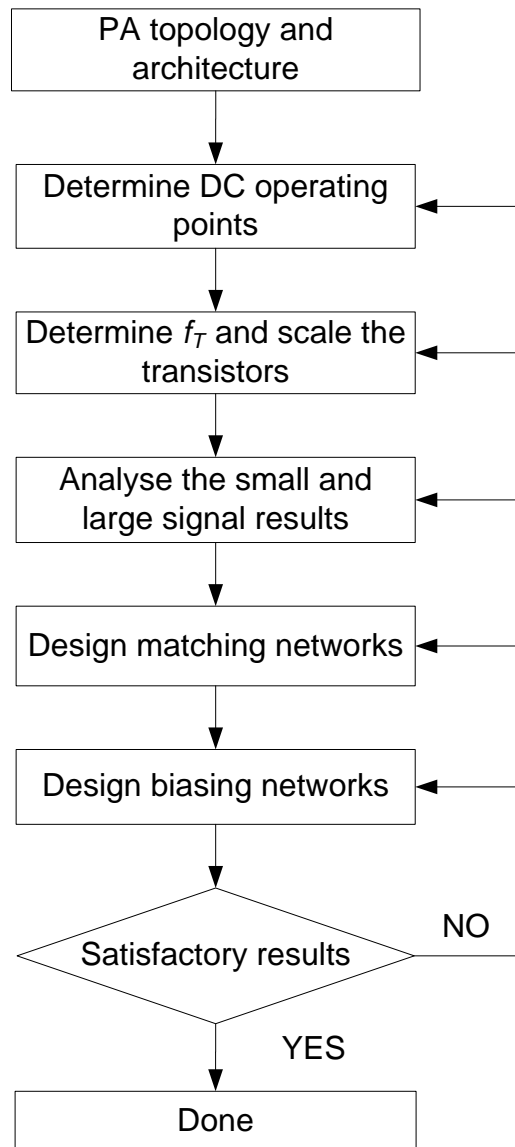 PA topology and
architecture
Determine DC operating
points
Determine fT and scale the
transistors
Analyse the small and
large signal results
Design matching networks
Design biasing networks
Satisfactory results
NO
YES
Done